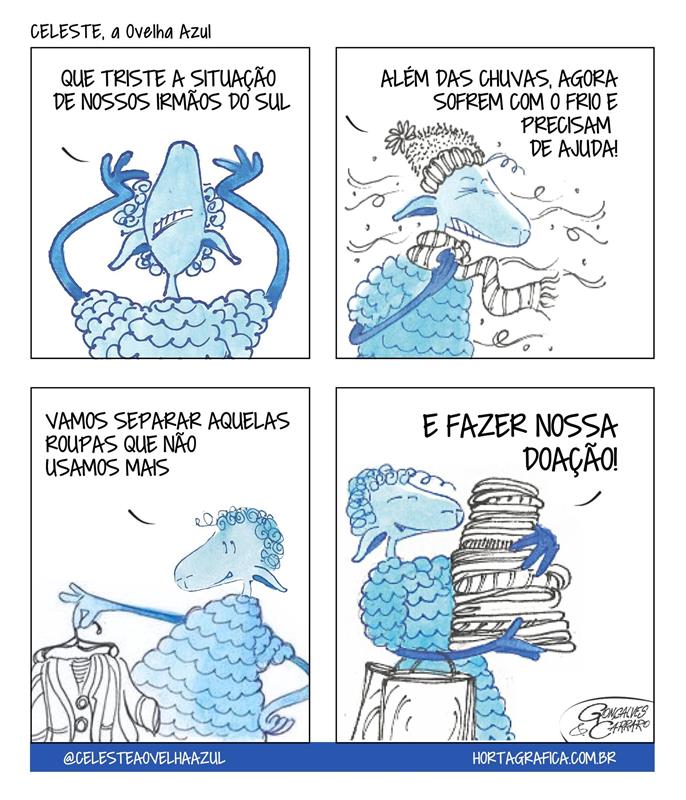 CELESTE, a Ovelha Azul
QUE TRISTE A SITUAÇÃO
DE NOSSOS IRMÃOS DO SUL
ALÉM DAS CHUVAS, AGORA
SOFREM COM O FRIO E
PRECISAM
DE AJUDA!
VAMOS SEPARAR AQUELAS
ROUPAS QUE NÃO
USAMOS MAIS
E FAZER NOSSA
DOAÇÃO!
GONÇALVES
& CARRARO
@CELESTEAOVELHAAZUL
HORTAGRAFICA.COM.BR